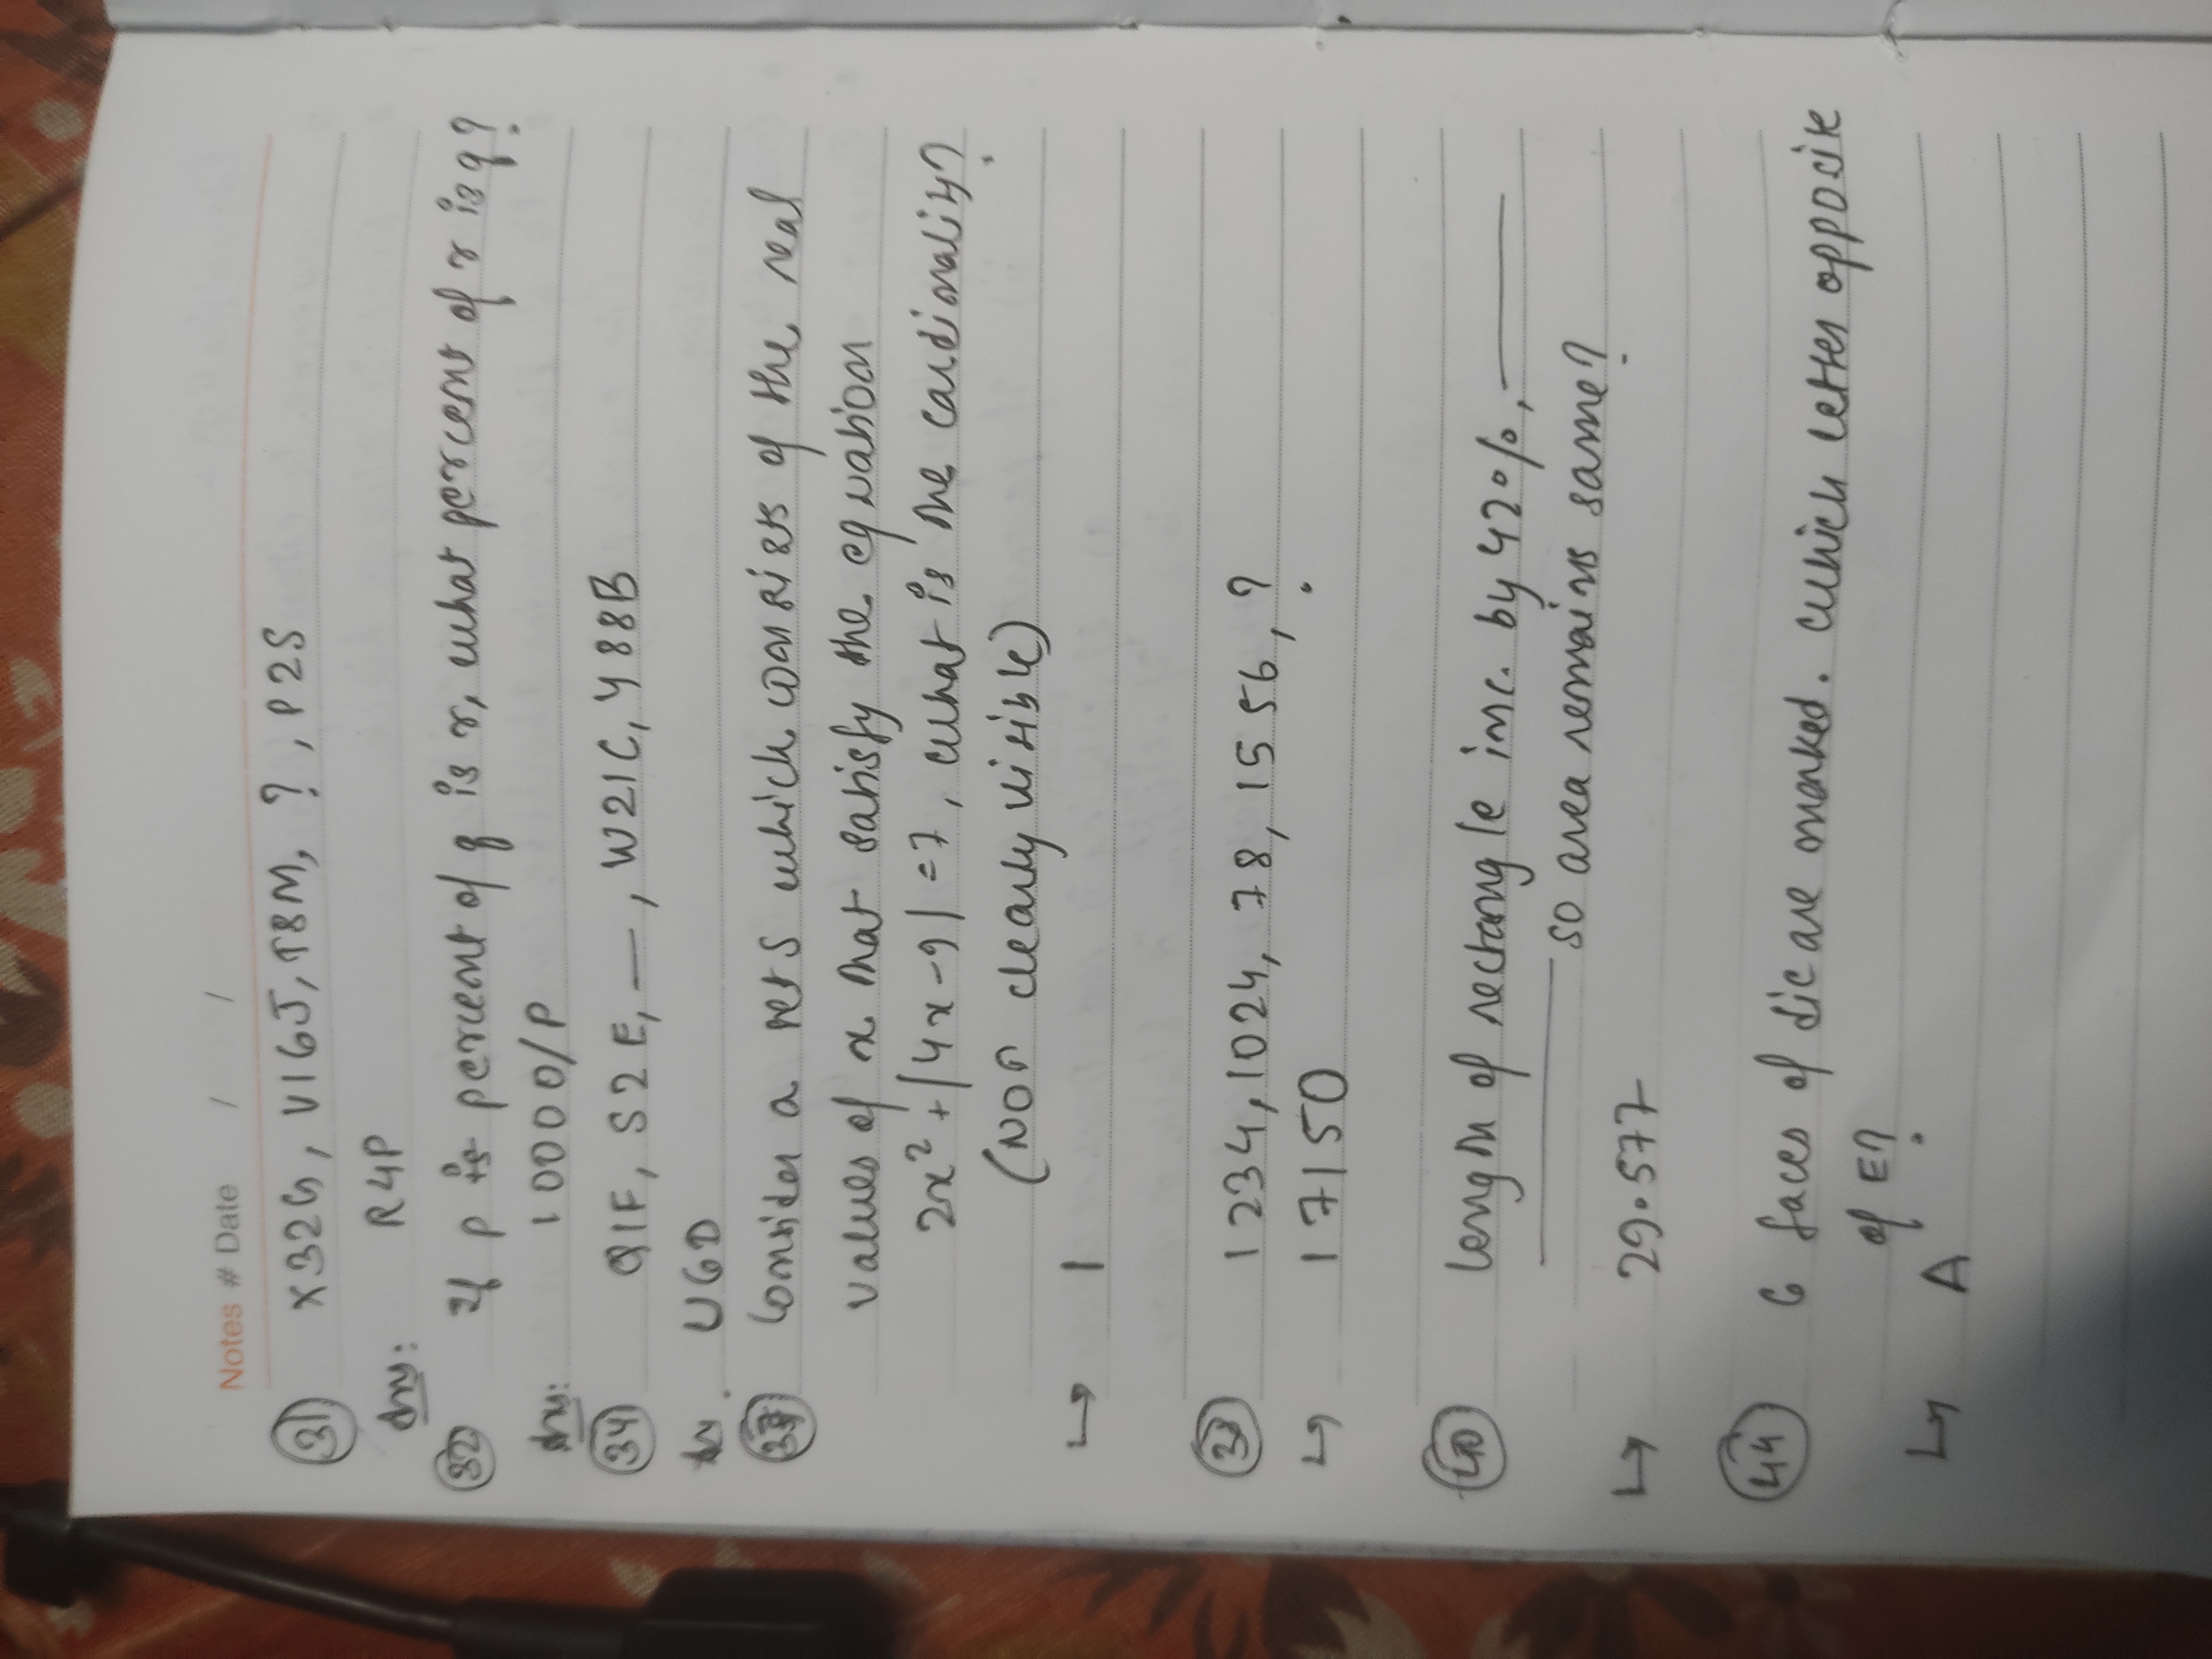 Notes # Date / /
31 X32G, V16J, T8M, ?, P2S
Ans: R4P
32 If p is percent of q is r, what percent of r is q?
Ans: 10000/P
34 Q1F, S2E, —, W21C, Y88B
An. U6D
37 Consider a set S which consists of the real
values of x that satisfy the equation
2x² + |4x-9| = 7, what is the cardinality?
(Not clearly visible)
↳ 1
38 1234, 1024, 78, 1556, ?
↳ 17150
40 length of rectangle inc. by 42%, ———
——— so area remains same?
↳ 29.577
44 6 faces of dic are marked. Which letter opposite
of E?
↳ A